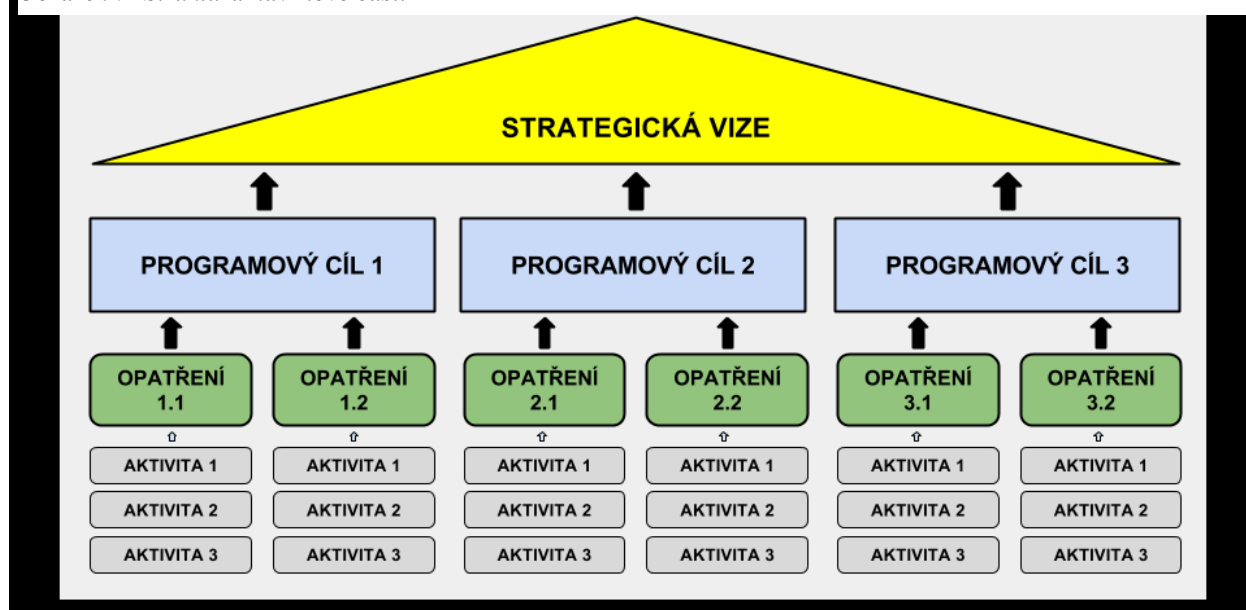 STRATEGICKÁ VIZE
PROGRAMOVÝ CÍL 1
PROGRAMOVÝ CÍL 2
PROGRAMOVÝ CÍL 3
OPATŘENÍ
1.1
OPATŘENÍ
1.2
OPATŘENÍ
2.1
OPATŘENÍ
2.2
OPATŘENÍ
3.1
OPATŘENÍ
3.2
AKTIVITA 1
AKTIVITA 1
AKTIVITA 1
AKTIVITA 1
AKTIVITA 1
AKTIVITA 1
AKTIVITA 2
AKTIVITA 2
AKTIVITA 2
AKTIVITA 2
AKTIVITA 2
AKTIVITA 2
AKTIVITA 3
AKTIVITA 3
AKTIVITA 3
AKTIVITA 3
AKTIVITA 3
AKTIVITA 3